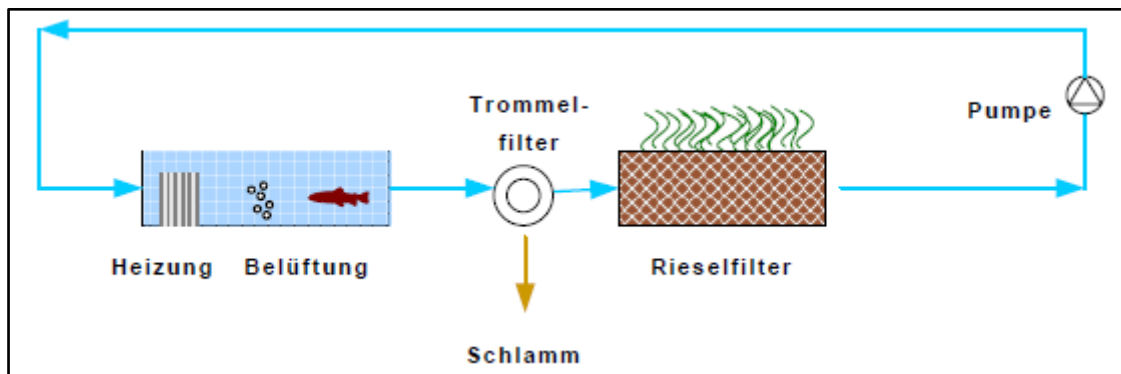 Trommel-
filter
Pumpe
Heizung
Belüftung
Rieselfilter
Schlamm